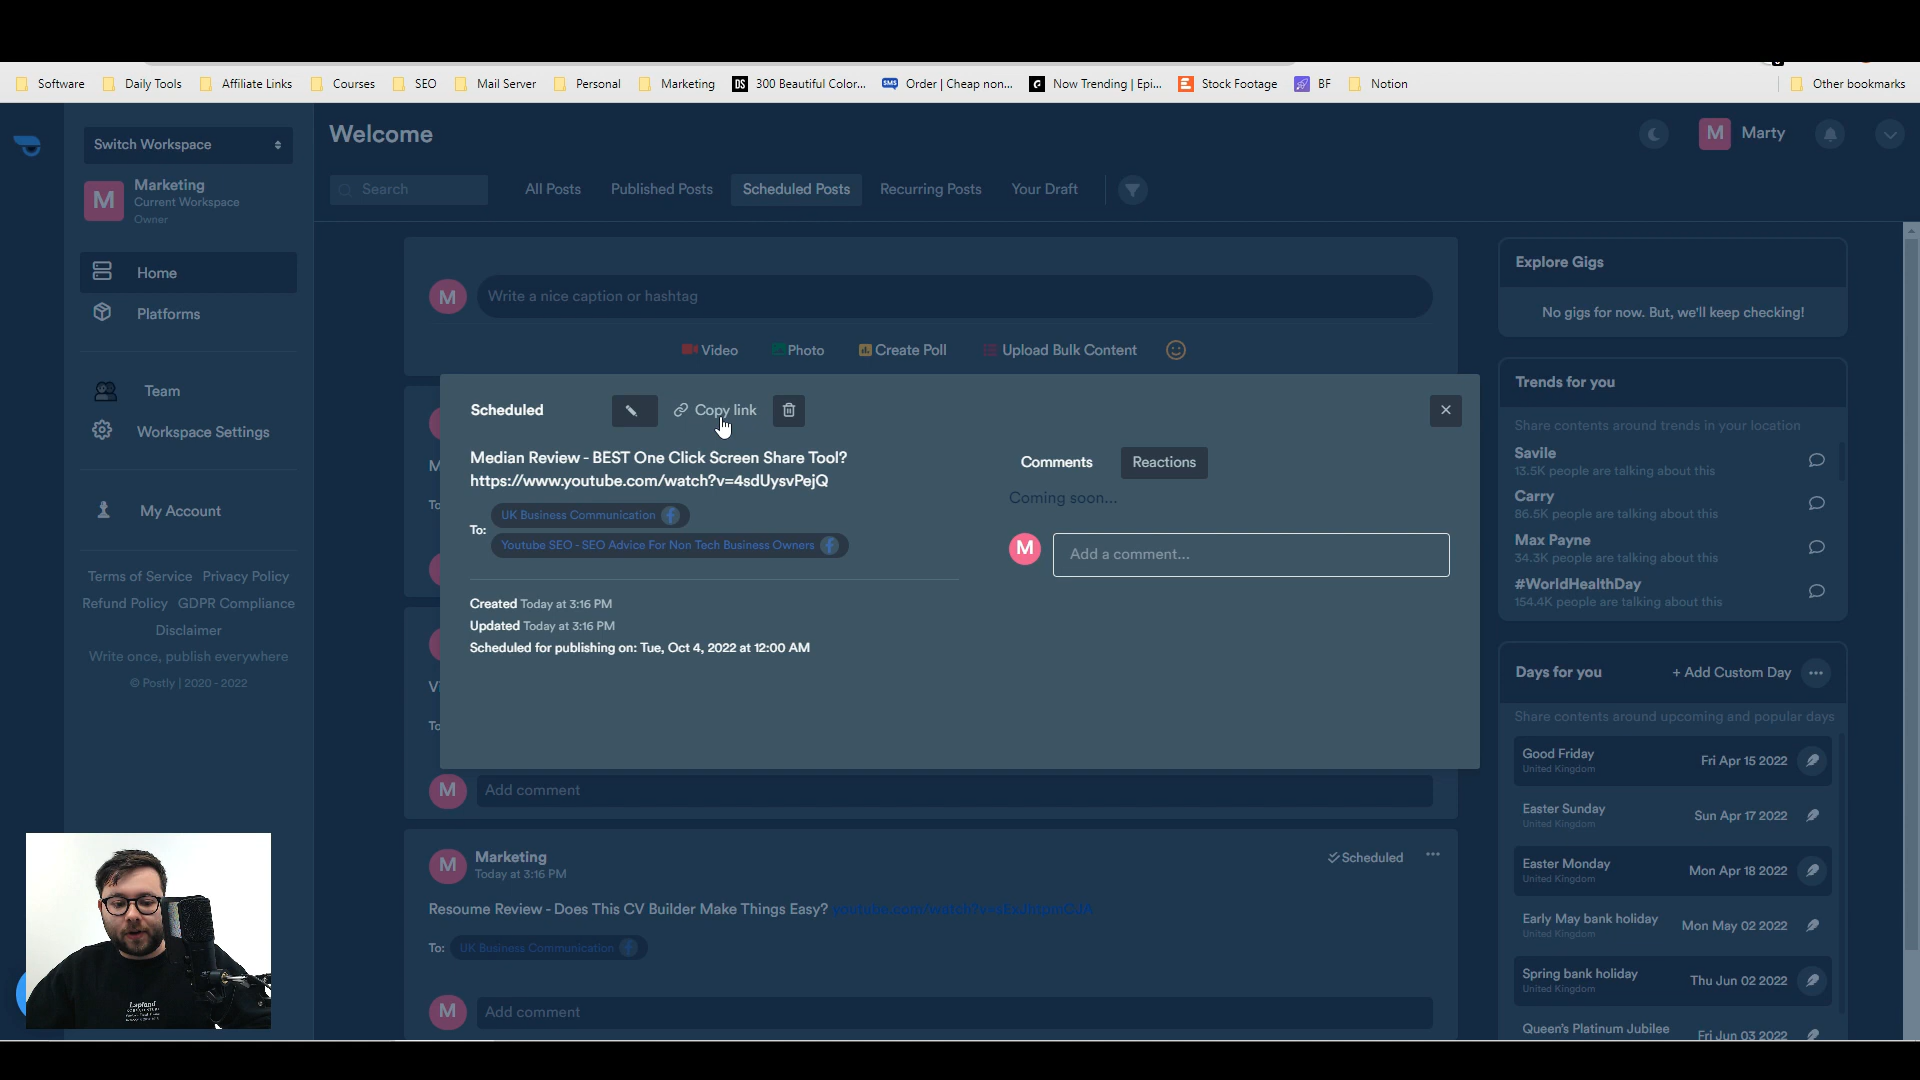 Software
Daily Tools
Affiliate Links
Courses
SEO
Mail Server
Personal
Marketing
DS 300 Beautiful Color...
SMS Order | Cheap non...
Now Trending | Epi...
Stock Footage
BF
Notion
Other bookmarks
Switch Workspace
Welcome
M Marty
M Marketing
Current Workspace
Owner
Search
All Posts
Published Posts
Scheduled Posts
Recurring Posts
Your Draft
Home
Platforms
Team
Workspace Settings
My Account
Terms of Service Privacy Policy
Refund Policy GDPR Compliance
Disclaimer
Write once, publish everywhere
© Postly | 2020 - 2022
M Write a nice caption or hashtag
Video
Photo
Create Poll
Upload Bulk Content
Scheduled
Copy link
Median Review - BEST One Click Screen Share Tool?
https://www.youtube.com/watch?v=4sdUysvPejQ
To:
UK Business Communication
Youtube SEO - SEO Advice For Non Tech Business Owners
Created Today at 3:16 PM
Updated Today at 3:16 PM
Scheduled for publishing on: Tue, Oct 4, 2022 at 12:00 AM
Comments
Reactions
Coming soon...
M Add a comment...
M Add comment
M Marketing
Today at 3:16 PM
Scheduled
Resoume Review - Does This CV Builder Make Things Easy?
To: UK Business Communication
M Add comment
Explore Gigs
No gigs for now. But, we'll keep checking!
Trends for you
Share contents around trends in your location
Savile
13.5K people are talking about this
Carry
86.5K people are talking about this
Max Payne
34.3K people are talking about this
#WorldHealthDay
154.4K people are talking about this
Days for you
+ Add Custom Day
Share contents around upcoming and popular days
Good Friday
United Kingdom
Fri Apr 15 2022
Easter Sunday
United Kingdom
Sun Apr 17 2022
Easter Monday
United Kingdom
Mon Apr 18 2022
Early May bank holiday
United Kingdom
Mon May 02 2022
Spring bank holiday
United Kingdom
Thu Jun 02 2022
Queen's Platinum Jubilee
Fri Jun 03 2022